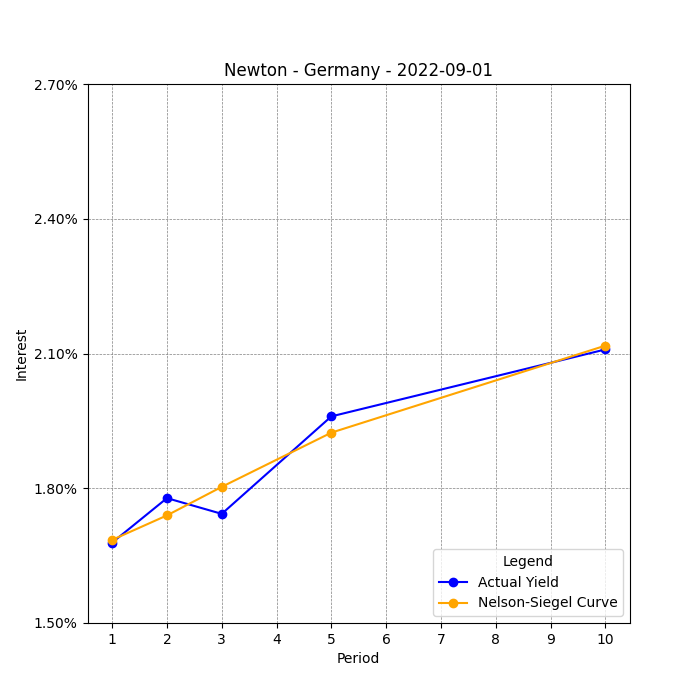 Newton - Germany - 2022-09-01
2.70%
2.40%
2.10%
1.80%
1.50%
Interest
1 2 3 4 5 6 7 8 9 10
Period
Legend
Actual Yield
Nelson-Siegel Curve